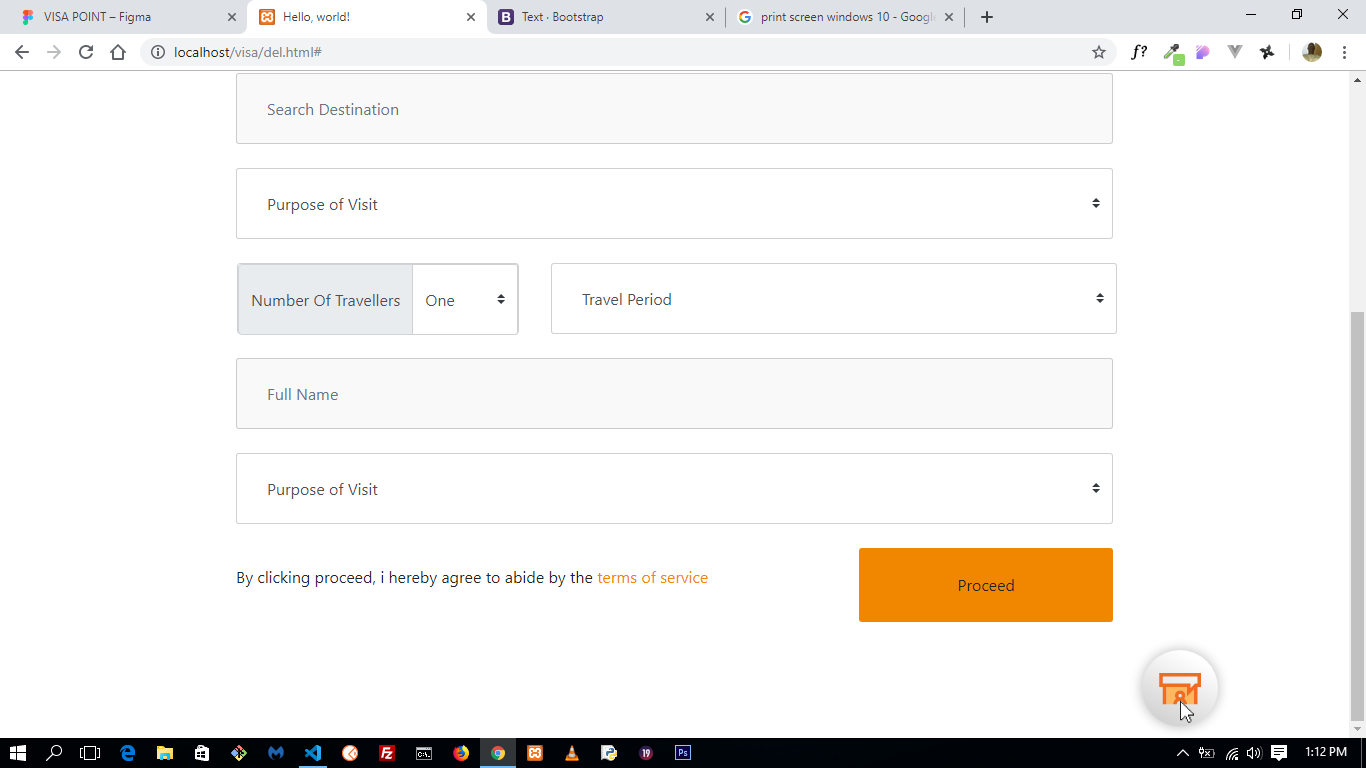 VISA POINT – Figma
Hello, world!
Text · Bootstrap
print screen windows 10 - Googl
localhost/visa/del.html#
f?
Search Destination
Purpose of Visit
Number Of Travellers One
Travel Period
Full Name
Purpose of Visit
By clicking proceed, i hereby agree to abide by the terms of service
Proceed
1:12 PM